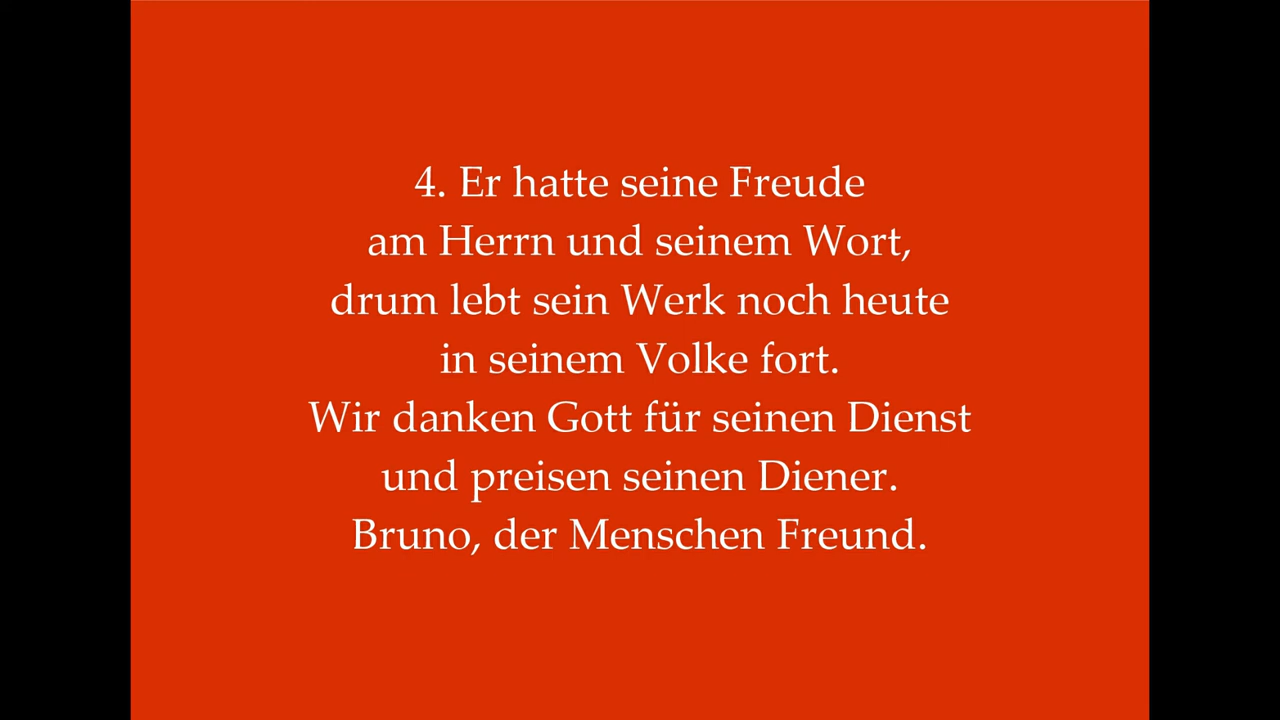 4. Er hatte seine Freude
am Herrn und seinem Wort,
drum lebt sein Werk noch heute
in seinem Volke fort.
Wir danken Gott für seinen Dienst
und preisen seinen Diener.
Bruno, der Menschen Freund.